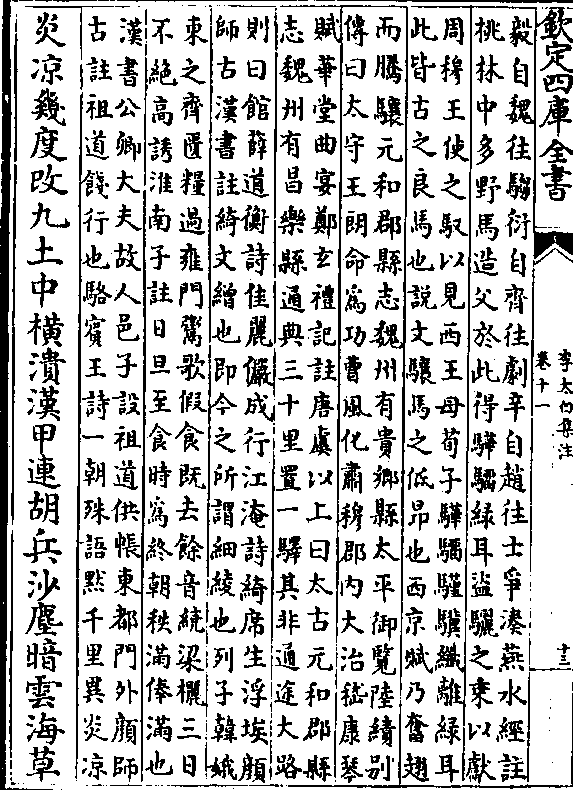 欽定四庫全書
李太白集注
卷十一
十三
毅自魏往騶衍自齊往劇辛自趙往士爭湊燕水經註
桃林中多野馬造父於此得驊騮綠耳盜驪之乘以獻
周穆王使之馭以見西王母荀子驊騮騹驥纖離綠耳
此皆古之良馬也説文驤馬之低昂也西京賦乃奮翅
而騰驤元和郡縣志魏州有貴鄉縣太平御覽陸績别
傳曰太守王朗命為功曹風化肅穆郡内大治嵇康琴
賦華堂曲宴鄭玄禮記註唐虞以上曰太古元和郡縣
志魏州有昌樂縣通典三十里置一驛其非通途大路
則曰館薛道衡詩佳麗儼成行江淹詩綺席生浮埃顔
師古漢書註綺文繒也即今之所謂細綾也列子韓娥
東之齊匱糧過雍門鬻歌假食既去餘音繞梁欐三日
不絶高誘淮南子註日旦至食時為終朝秩滿俸滿也
漢書公卿大夫故人邑子設祖道供帳東都門外顔師
古註祖道餞行也駱賓王詩一朝殊語黙千里異炎凉
炎凉幾度改九土中橫潰漢甲連胡兵沙塵暗雲海草